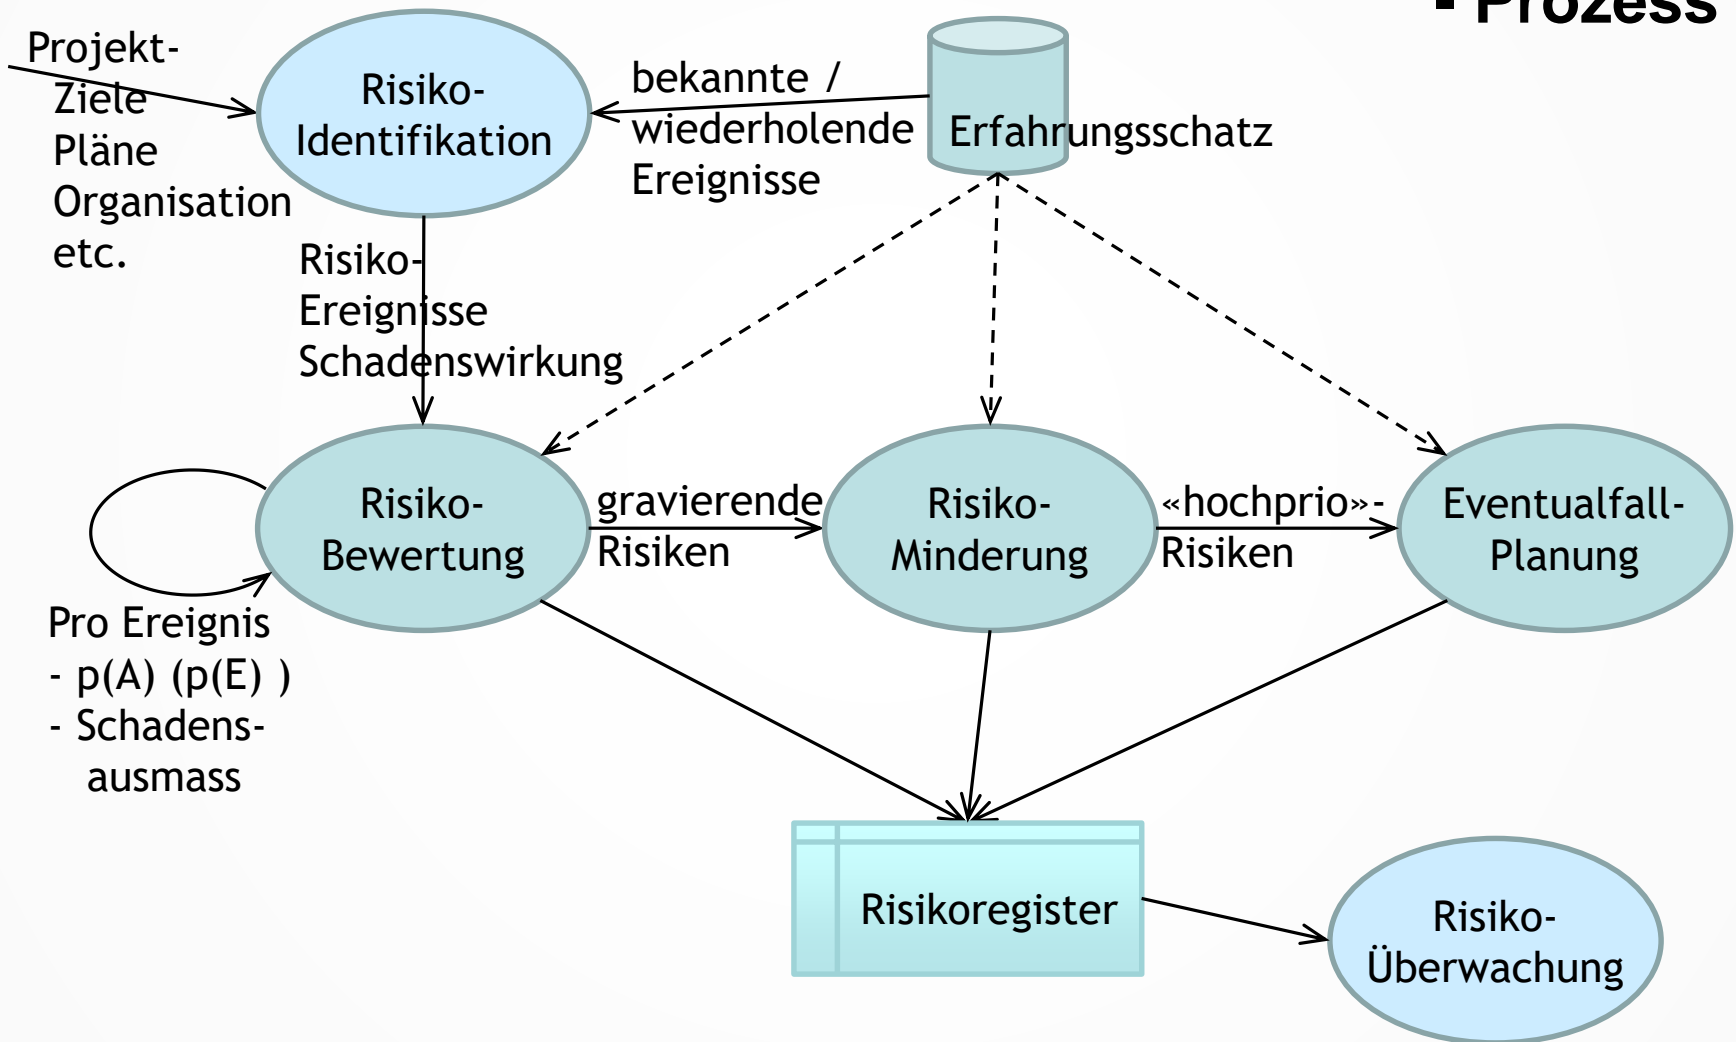 - Prozess
Projekt-
Ziele
Pläne
Organisation
etc.
Risiko-
Identifikation
bekannte /
wiederholende
Ereignisse
Erfahrungsschatz
Risiko-
Ereignisse
Schadenswirkung
Risiko-
Bewertung
gravierende
Risiken
Risiko-
Minderung
«hochprio»-
Risiken
Eventualfall-
Planung
Pro Ereignis
- p(A) (p(E) )
- Schadens-
ausmass
Risikoregister
Risiko-
Überwachung